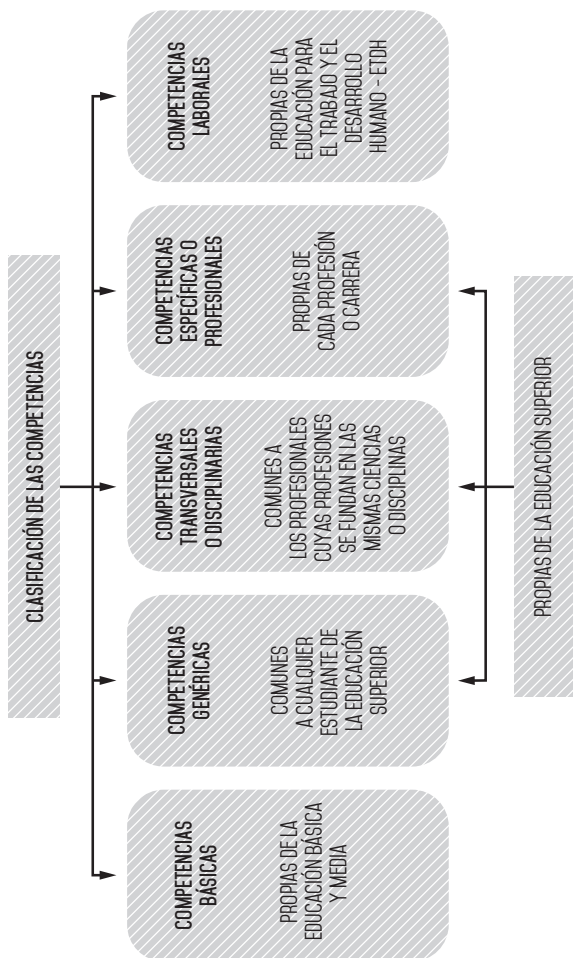 CLASIFICACIÓN DE LAS COMPETENCIAS
COMPETENCIAS
BÁSICAS
PROPIAS DE LA
EDUCACIÓN BÁSICA
Y MEDIA
COMPETENCIAS
GENÉRICAS
COMUNES
A CUALQUIER
ESTUDIANTE DE
LA EDUCACIÓN
SUPERIOR
COMPETENCIAS
TRANSVERSALES
O DISCIPLINARIAS
COMUNES A
LOS PROFESIONALES
CUYAS PROFESIONES
SE FUNDAN EN LAS
MISMAS CIENCIAS
O DISCIPLINAS
COMPETENCIAS
ESPECÍFICAS O
PROFESIONALES
PROPIAS DE
CADA PROFESIÓN
O CARRERA
COMPETENCIAS
LABORALES
PROPIAS DE LA
EDUCACIÓN PARA
EL TRABAJO Y EL
DESARROLLO
HUMANO - ETDH
PROPIAS DE LA EDUCACIÓN SUPERIOR